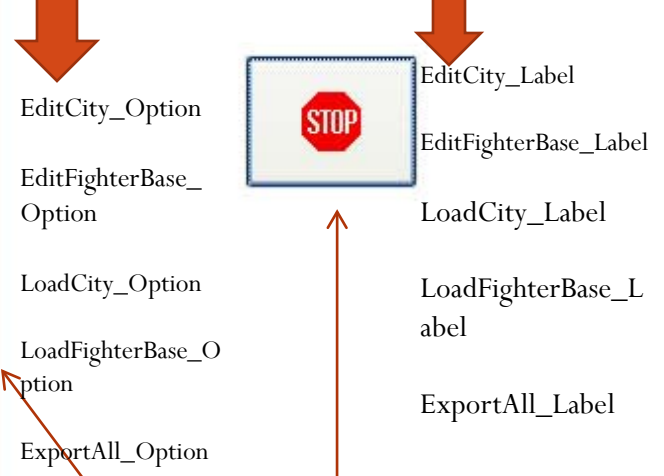 EditCity_Option
EditFighterBase_
Option
LoadCity_Option
LoadFighterBase_O
ption
ExportAll_Option
STOP
EditCity_Label
EditFighterBase_Label
LoadCity_Label
LoadFighterBase_L
abel
ExportAll_Label